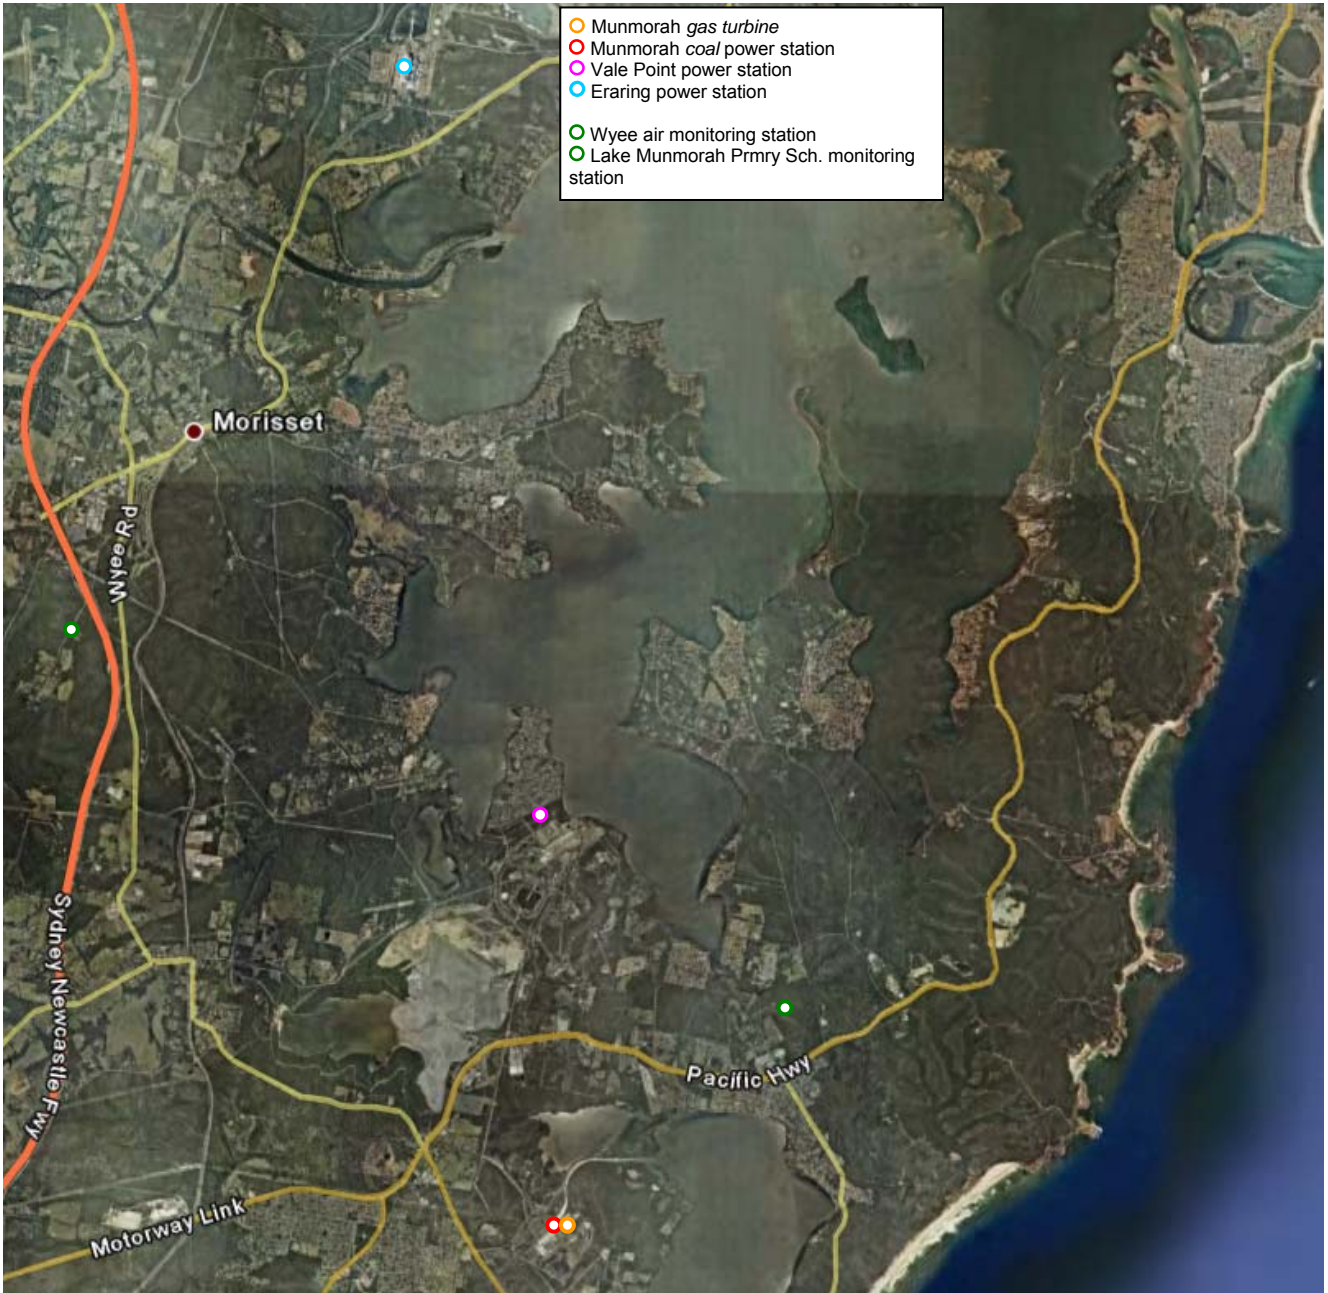 Munmorah gas turbine
Munmorah coal power station
Vale Point power station
Eraring power station
Wyee air monitoring station
Lake Munmorah Prmry Sch. monitoring
station
Morisset
Wyee Rd
Sydney Newcastle Fwy
Pacific Hwy
Motorway Link